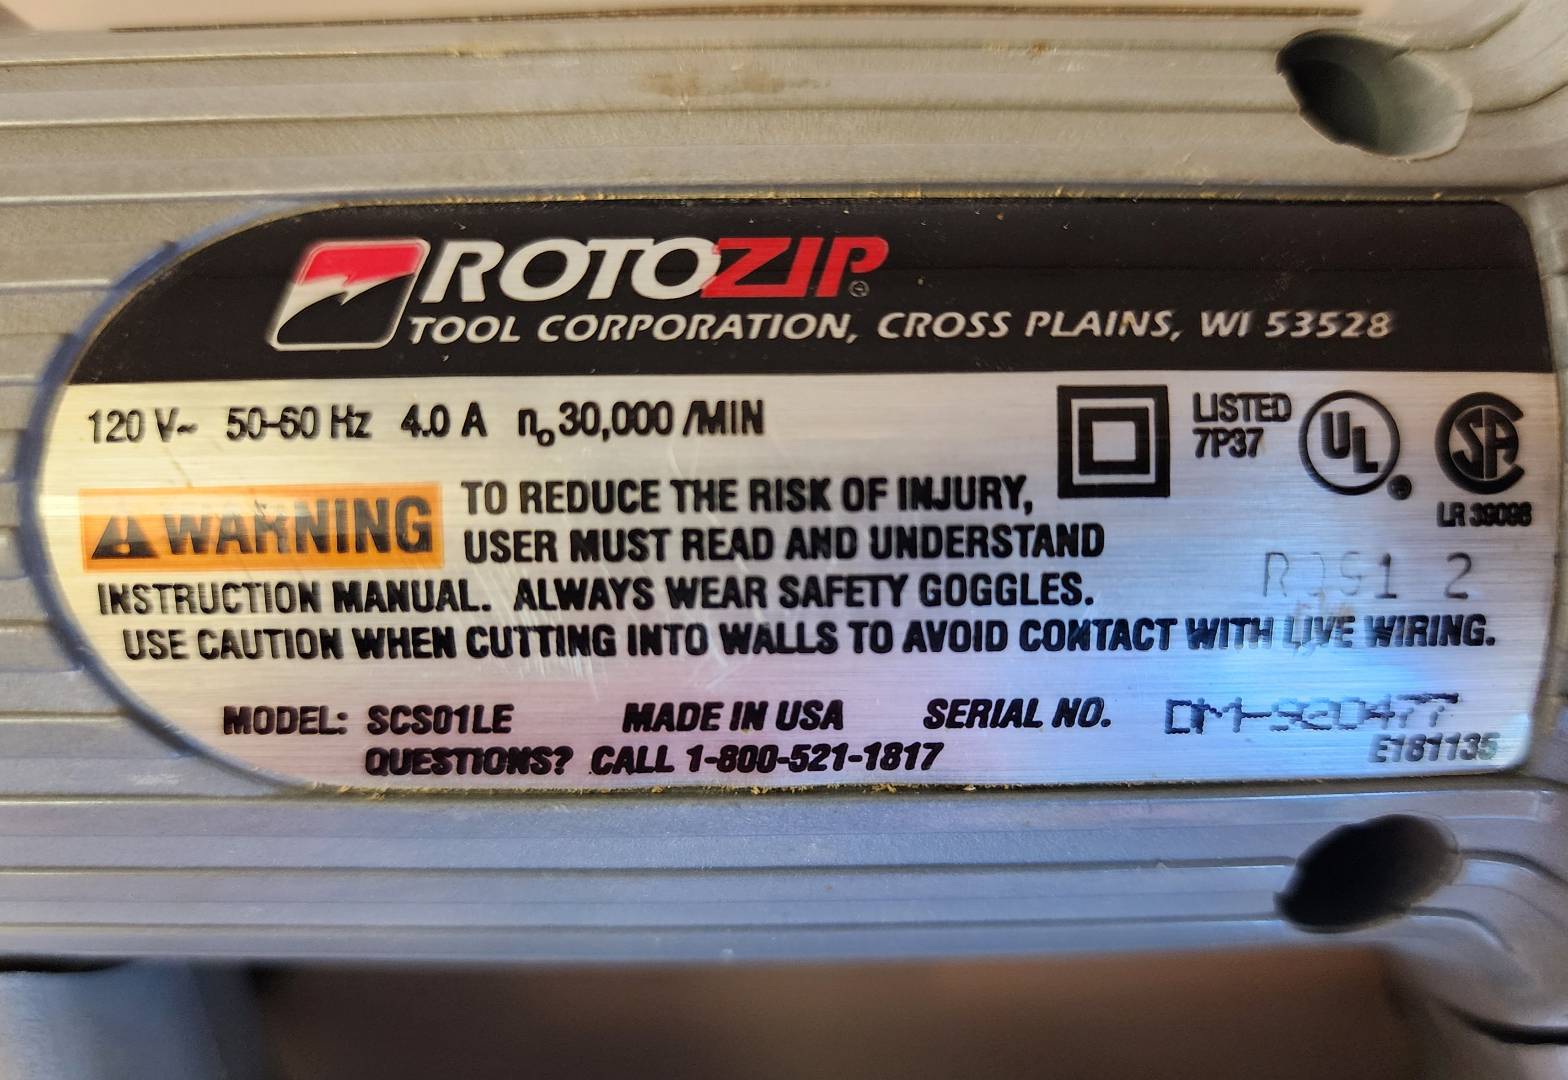 ROTOZIP®
TOOL CORPORATION, CROSS PLAINS, WI 53528
120 V~ 50-60 Hz 4.0 A n₀ 30,000 /MIN
LISTED
7P37
UL
SA
LR 39098
WARNING TO REDUCE THE RISK OF INJURY,
USER MUST READ AND UNDERSTAND
INSTRUCTION MANUAL. ALWAYS WEAR SAFETY GOGGLES.
USE CAUTION WHEN CUTTING INTO WALLS TO AVOID CONTACT WITH LIVE WIRING.
MODEL: SCS01LE MADE IN USA SERIAL NO.
QUESTIONS? CALL 1-800-521-1817
E161135